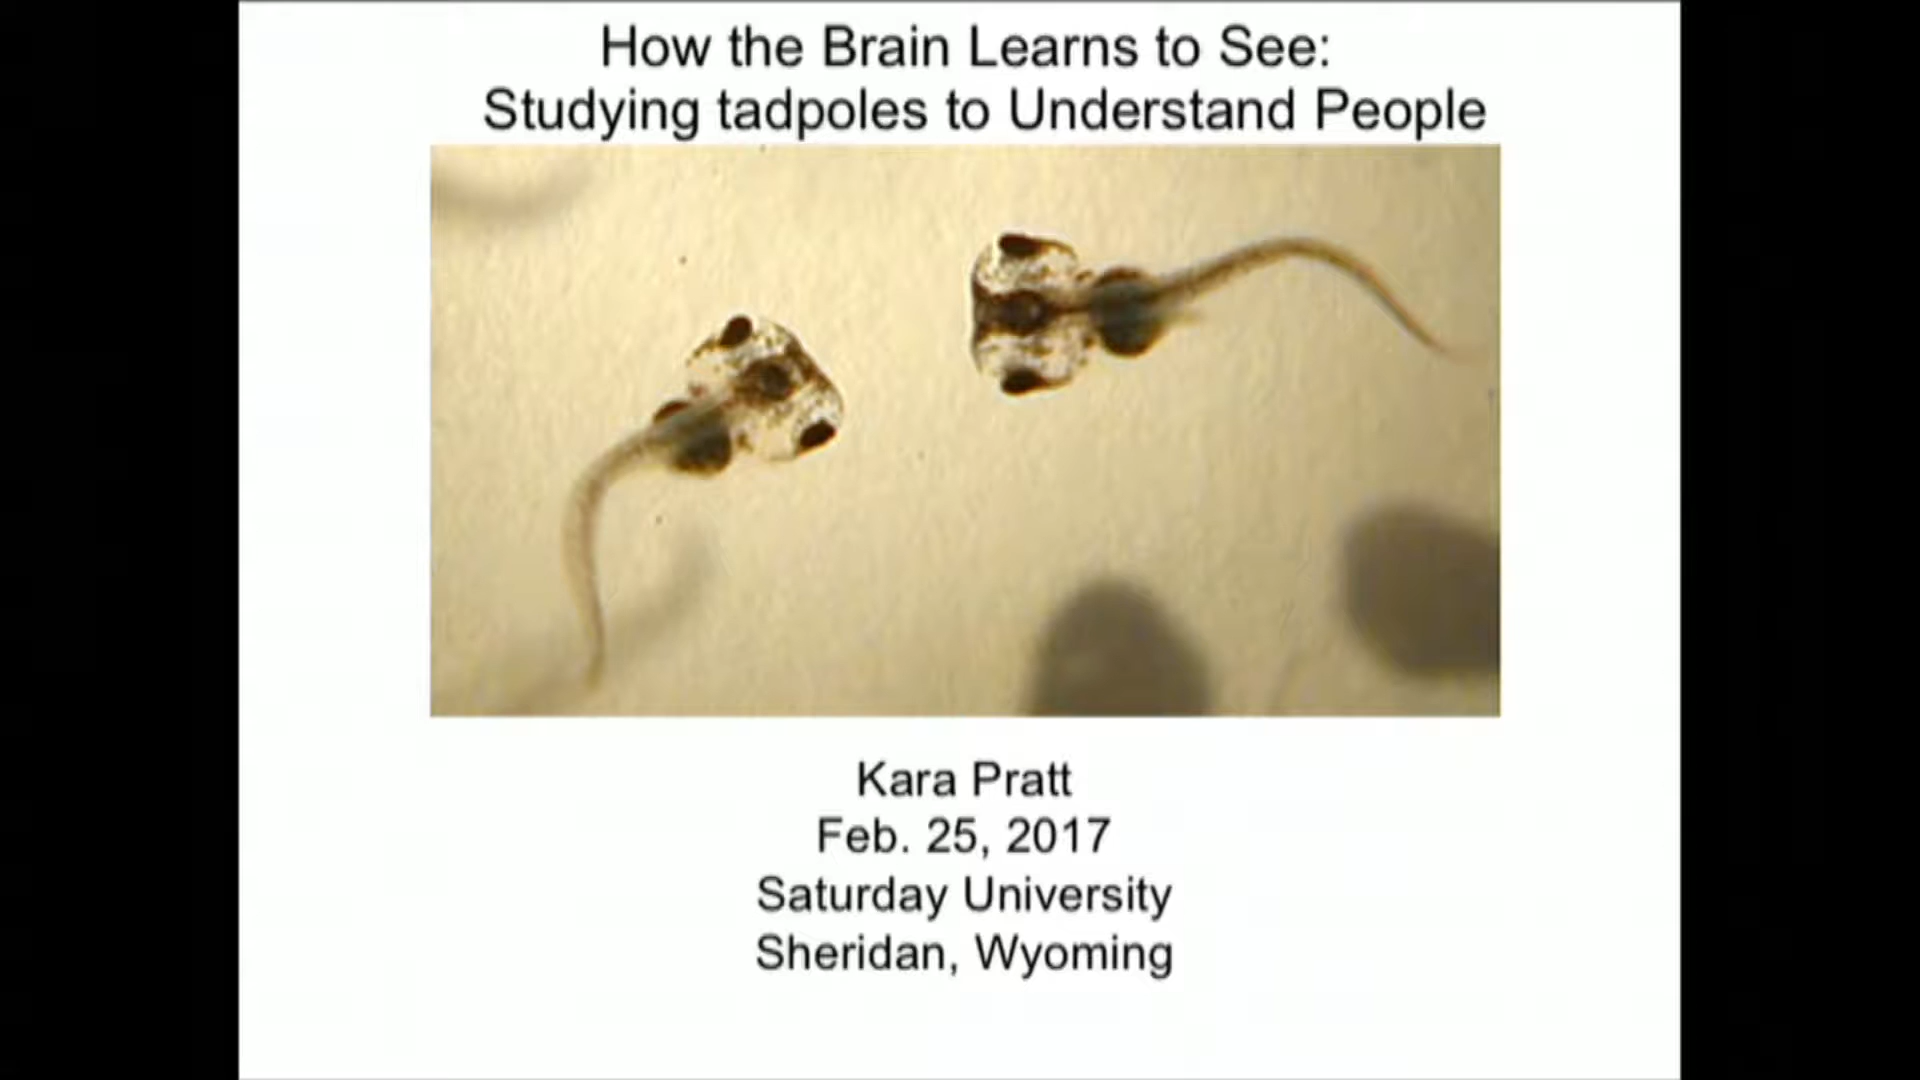 How the Brain Learns to See:
Studying tadpoles to Understand People
Kara Pratt
Feb. 25, 2017
Saturday University
Sheridan, Wyoming